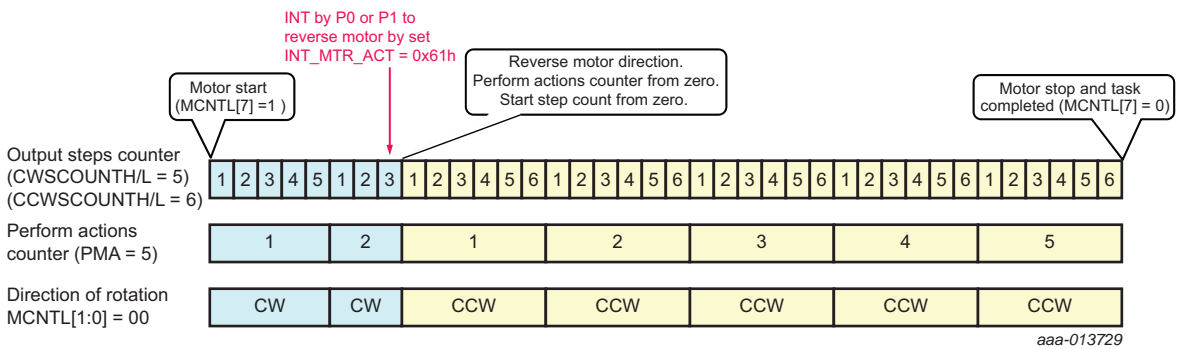 INT by P0 or P1 to
reverse motor by set
INT_MTR_ACT = 0x61h
Reverse motor direction.
Perform actions counter from zero.
Start step count from zero.
Motor start
(MCNTL[7] =1 )
Motor stop and task
completed (MCNTL[7] = 0)
Output steps counter
(CWSCOUNTH/L = 5)
(CCWSCOUNTH/L = 6)
1 2 3 4 5 1 2 3 1 2 3 4 5 6 1 2 3 4 5 6 1 2 3 4 5 6 1 2 3 4 5 6 1 2 3 4 5 6
Perform actions
counter (PMA = 5)
1 2 1 2 3 4 5
Direction of rotation
MCNTL[1:0] = 00
CW CW CCW CCW CCW CCW CCW
aaa-013729